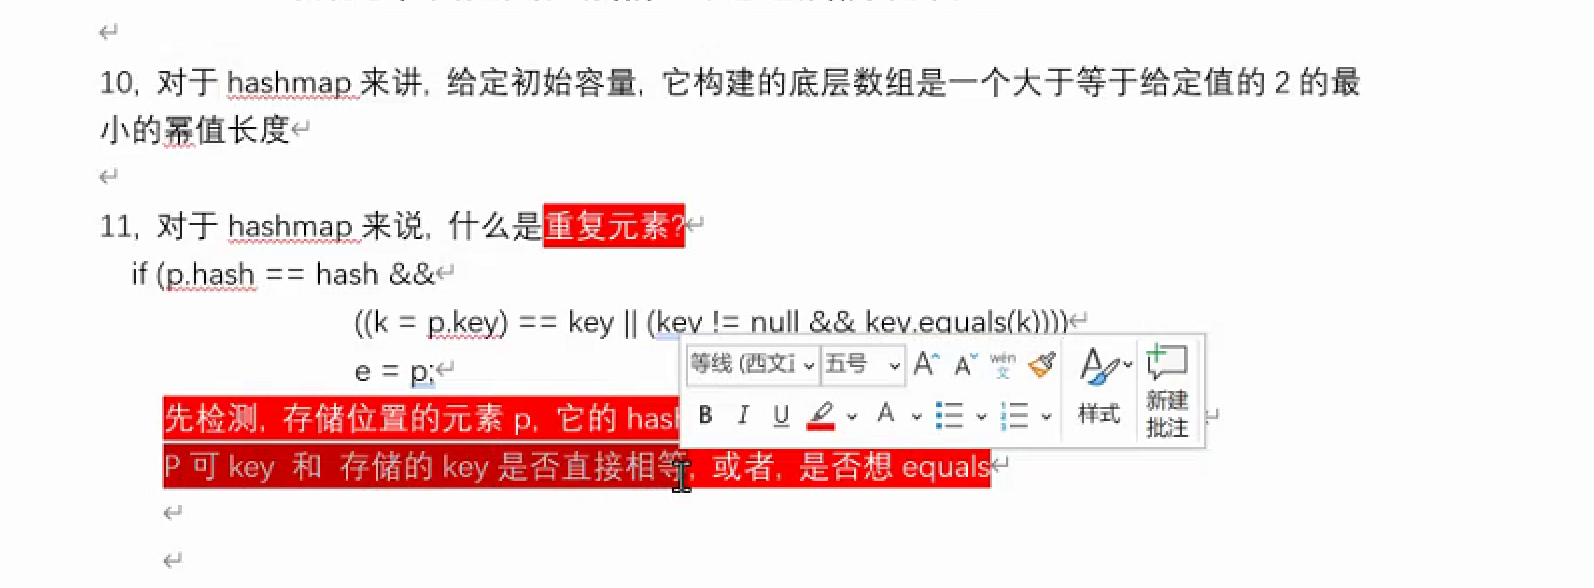 10, 对于 hashmap 来讲, 给定初始容量, 它构建的底层数组是一个大于等于给定值的 2 的最
小的幂值长度
11, 对于 hashmap 来说, 什么是重复元素?
if (p.hash == hash &&
((k = p.key) == key || (key != null && key.equals(k))))
e = p;
等线 (西文
五号
wén
文
样式
新建
批注
B I U A
先检测, 存储位置的元素 p, 它的
P 可 key 和 存储的 key 是否直接相等, 或者, 是否想 equals